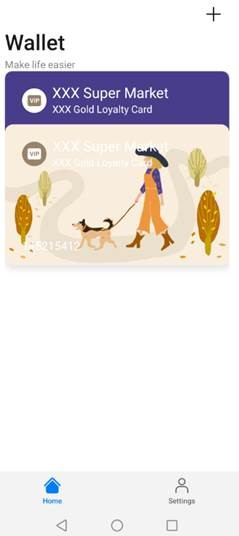 Wallet
Make life easier
VIP
XXX Super Market
XXX Gold Loyalty Card
VIP
XXX Super Market
XXX Gold Loyalty Card
Home
Settings